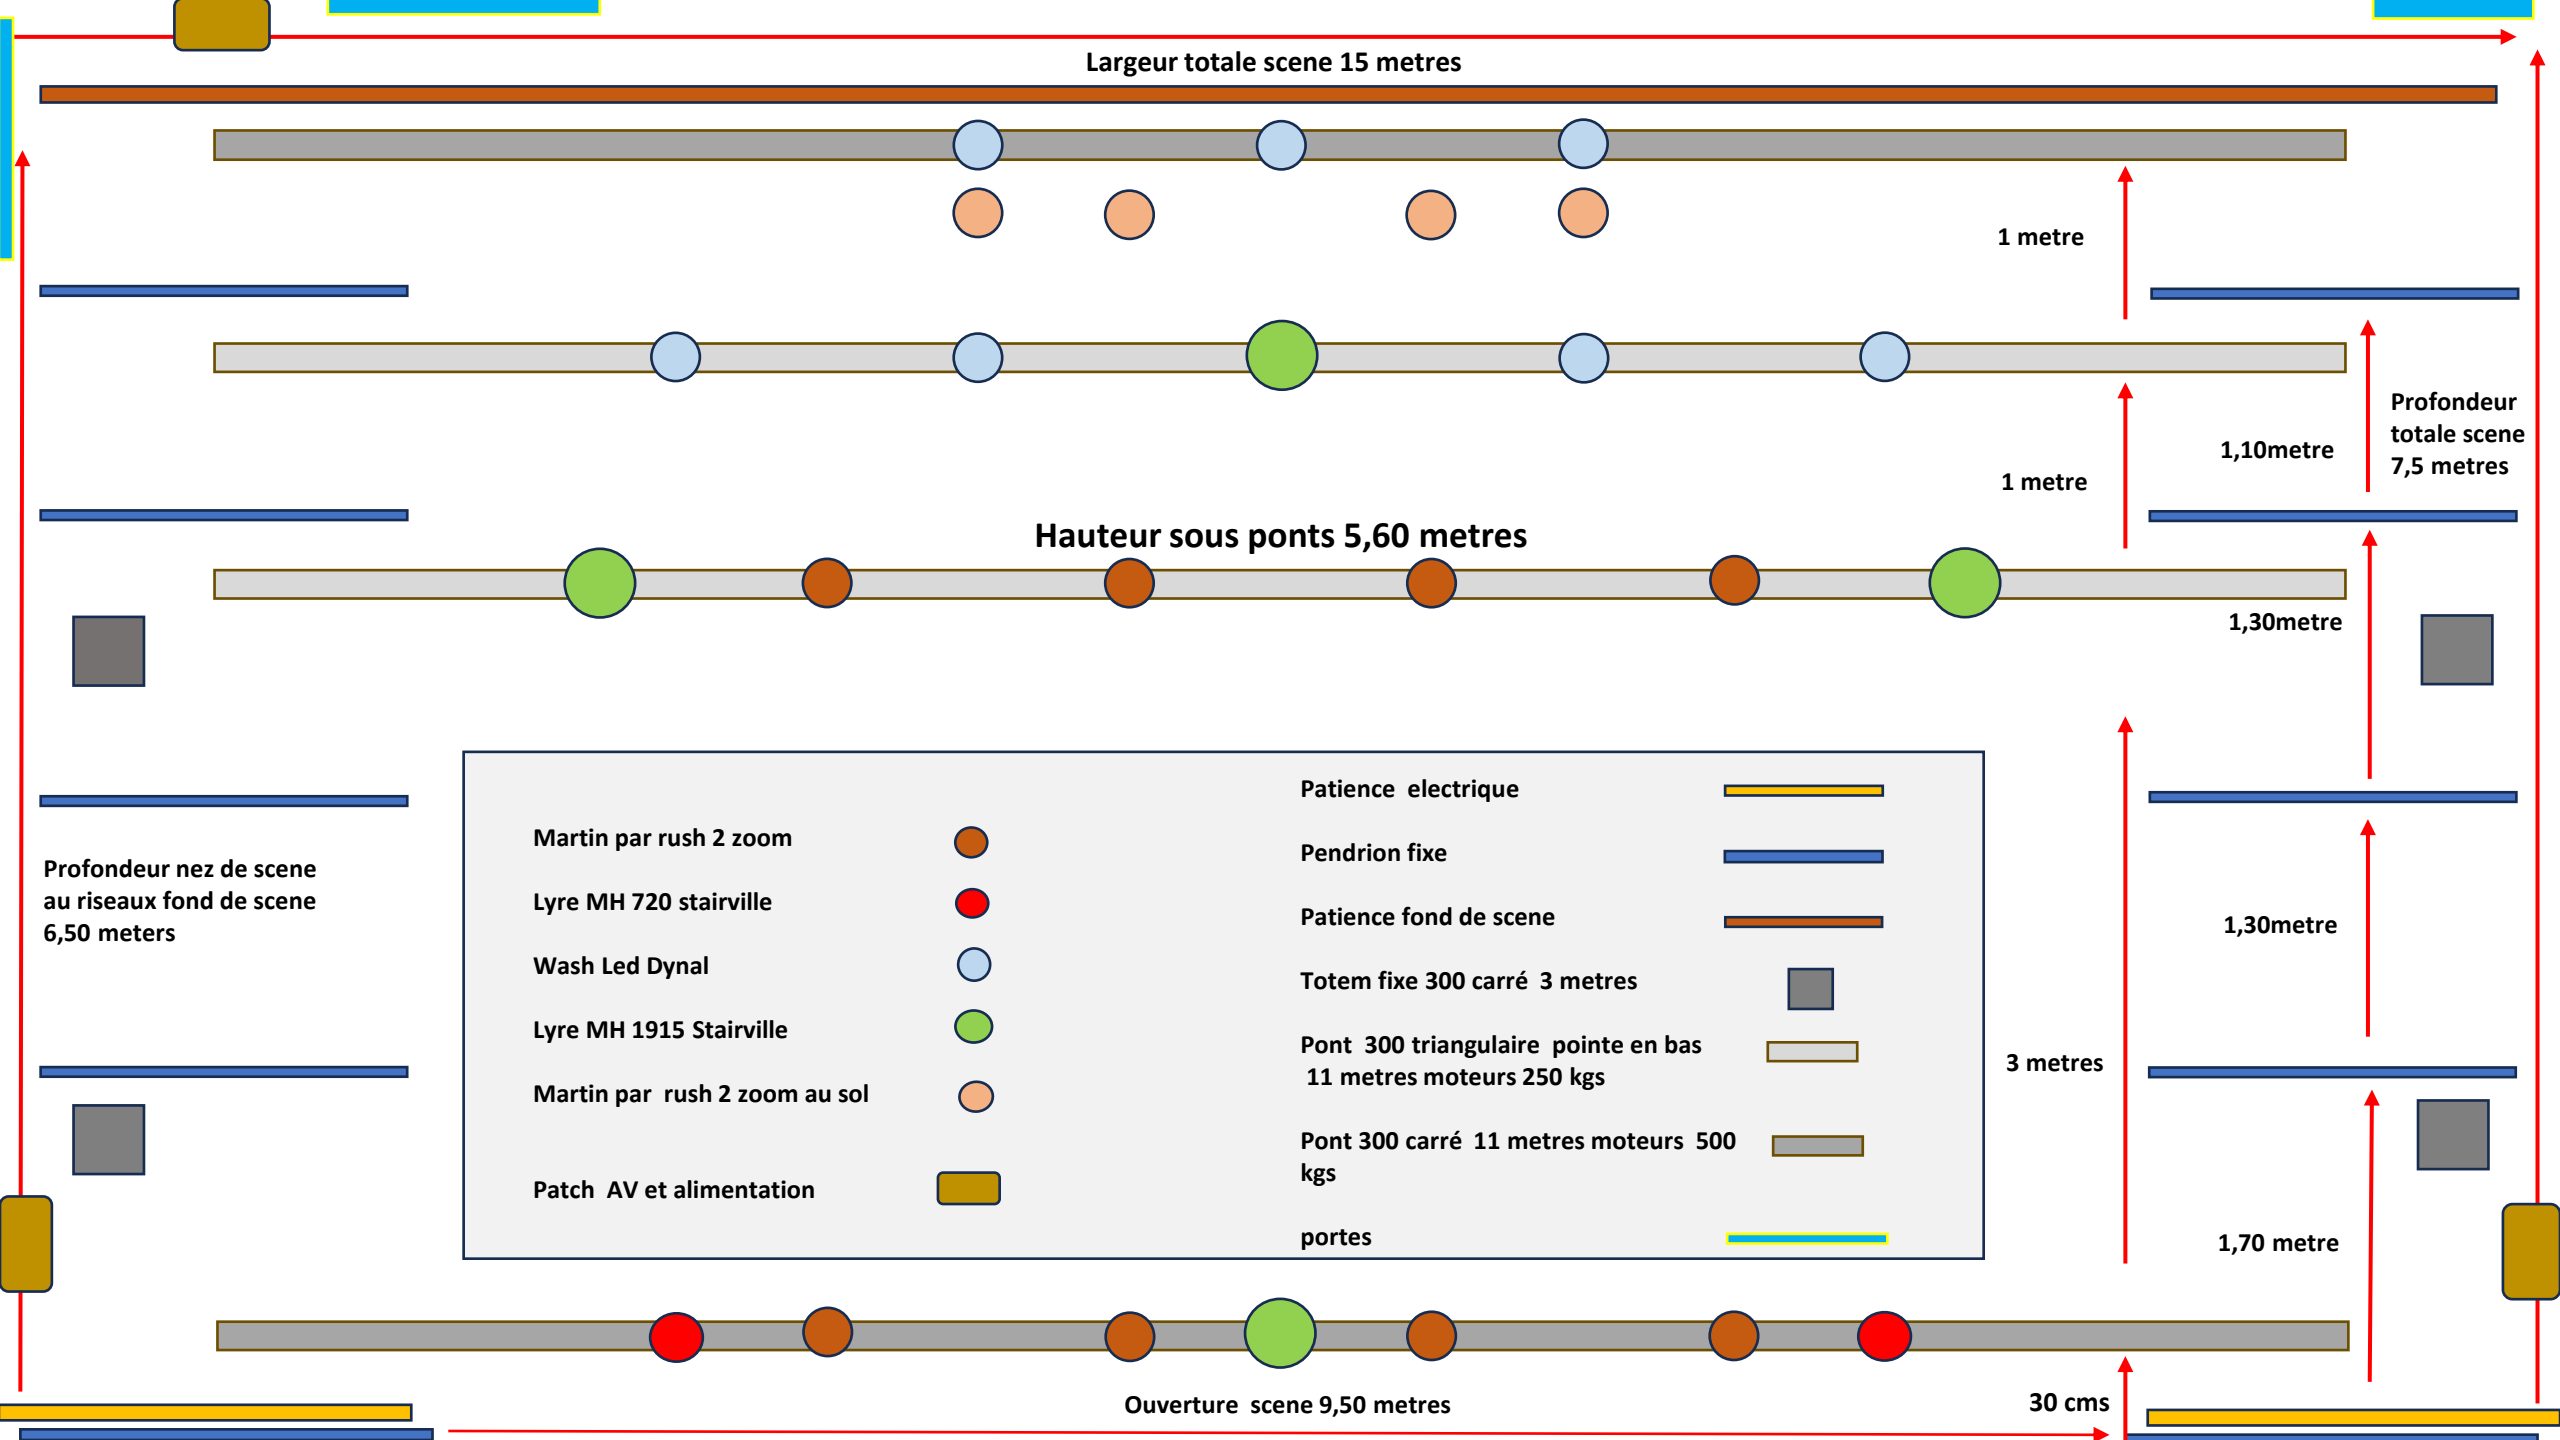 Largeur totale scene 15 metres
1 metre
Profondeur
totale scene
7,5 metres
1,10metre
1 metre
Hauteur sous ponts 5,60 metres
1,30metre
Profondeur nez de scene
au riseaux fond de scene
6,50 meters
Martin par rush 2 zoom
Lyre MH 720 stairville
Wash Led Dynal
Lyre MH 1915 Stairville
Martin par  rush 2 zoom au sol
Patch  AV et alimentation
Patience  electrique
Pendrion fixe
Patience fond de scene
Totem fixe 300 carré  3 metres
Pont  300 triangulaire  pointe en bas
11 metres moteurs 250 kgs
Pont 300 carré  11 metres moteurs  500
kgs
portes
1,30metre
3 metres
1,70 metre
Ouverture  scene 9,50 metres
30 cms